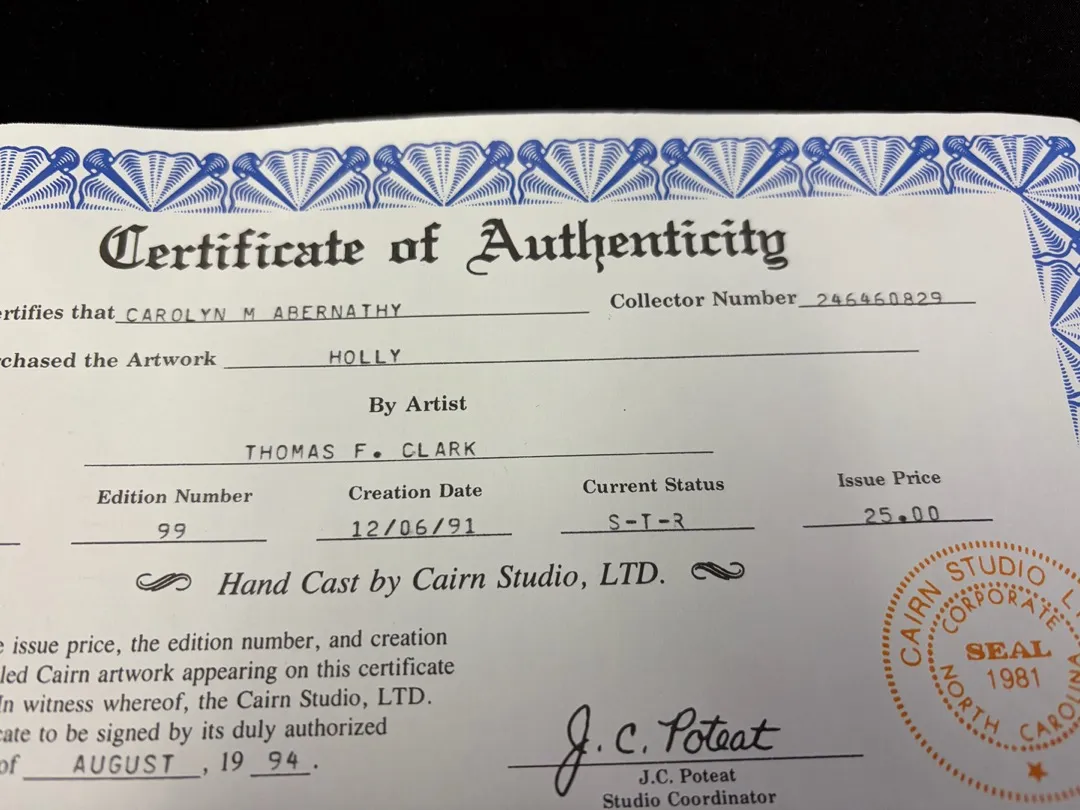 Certificate of Authenticity
ertifies that CAROLYN M ABERNATHY Collector Number 246460829
chased the Artwork HOLLY
By Artist
THOMAS F. CLARK
Edition Number Creation Date Current Status Issue Price
99 12/06/91 S-T-R 25.00
Hand Cast by Cairn Studio, LTD.
e issue price, the edition number, and creation
led Cairn artwork appearing on this certificate
In witness whereof, the Cairn Studio, LTD.
cate to be signed by its duly authorized
of AUGUST, 19 94.
J. C. Poteat
J.C. Poteat
Studio Coordinator
CAIRN STUDIO L
CORPORATE
SEAL
1981
NORTH CAROLINA